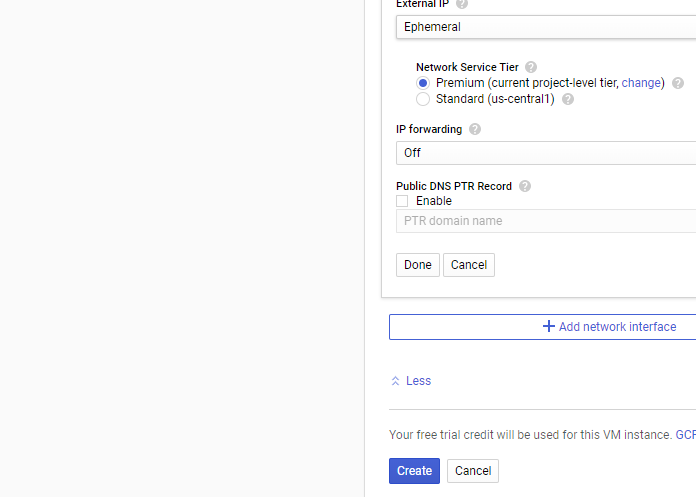 External IP
Ephemeral
Network Service Tier
Premium (current project-level tier, change)
Standard (us-central1)
IP forwarding
Off
Public DNS PTR Record
Enable
PTR domain name
Done Cancel
Add network interface
Less
Your free trial credit will be used for this VM instance. GCP
Create Cancel